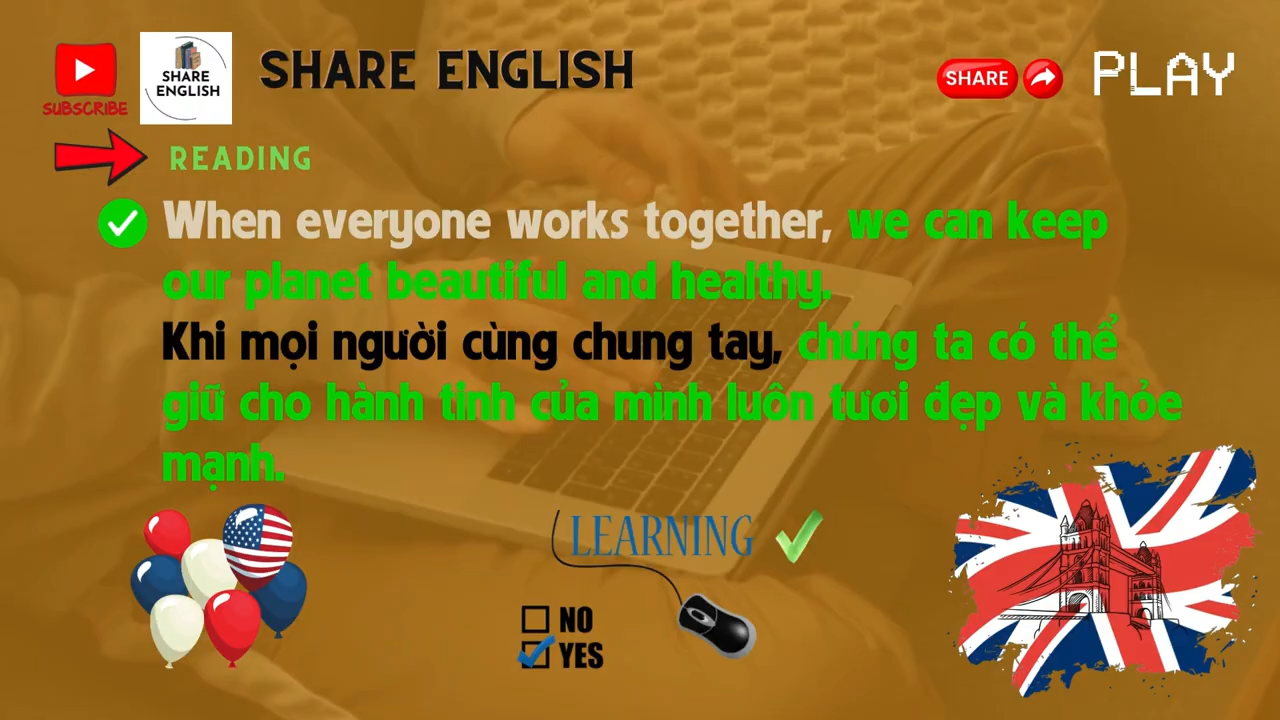 SUBSCRIBE
SHARE
ENGLISH
SHARE ENGLISH
SHARE
PLAY
READING
When everyone works together, we can keep
our planet beautiful and healthy.
Khi mọi người cùng chung tay, chúng ta có thể
giữ cho hành tinh của mình luôn tươi đẹp và khỏe
mạnh.
LEARNING
NO
YES